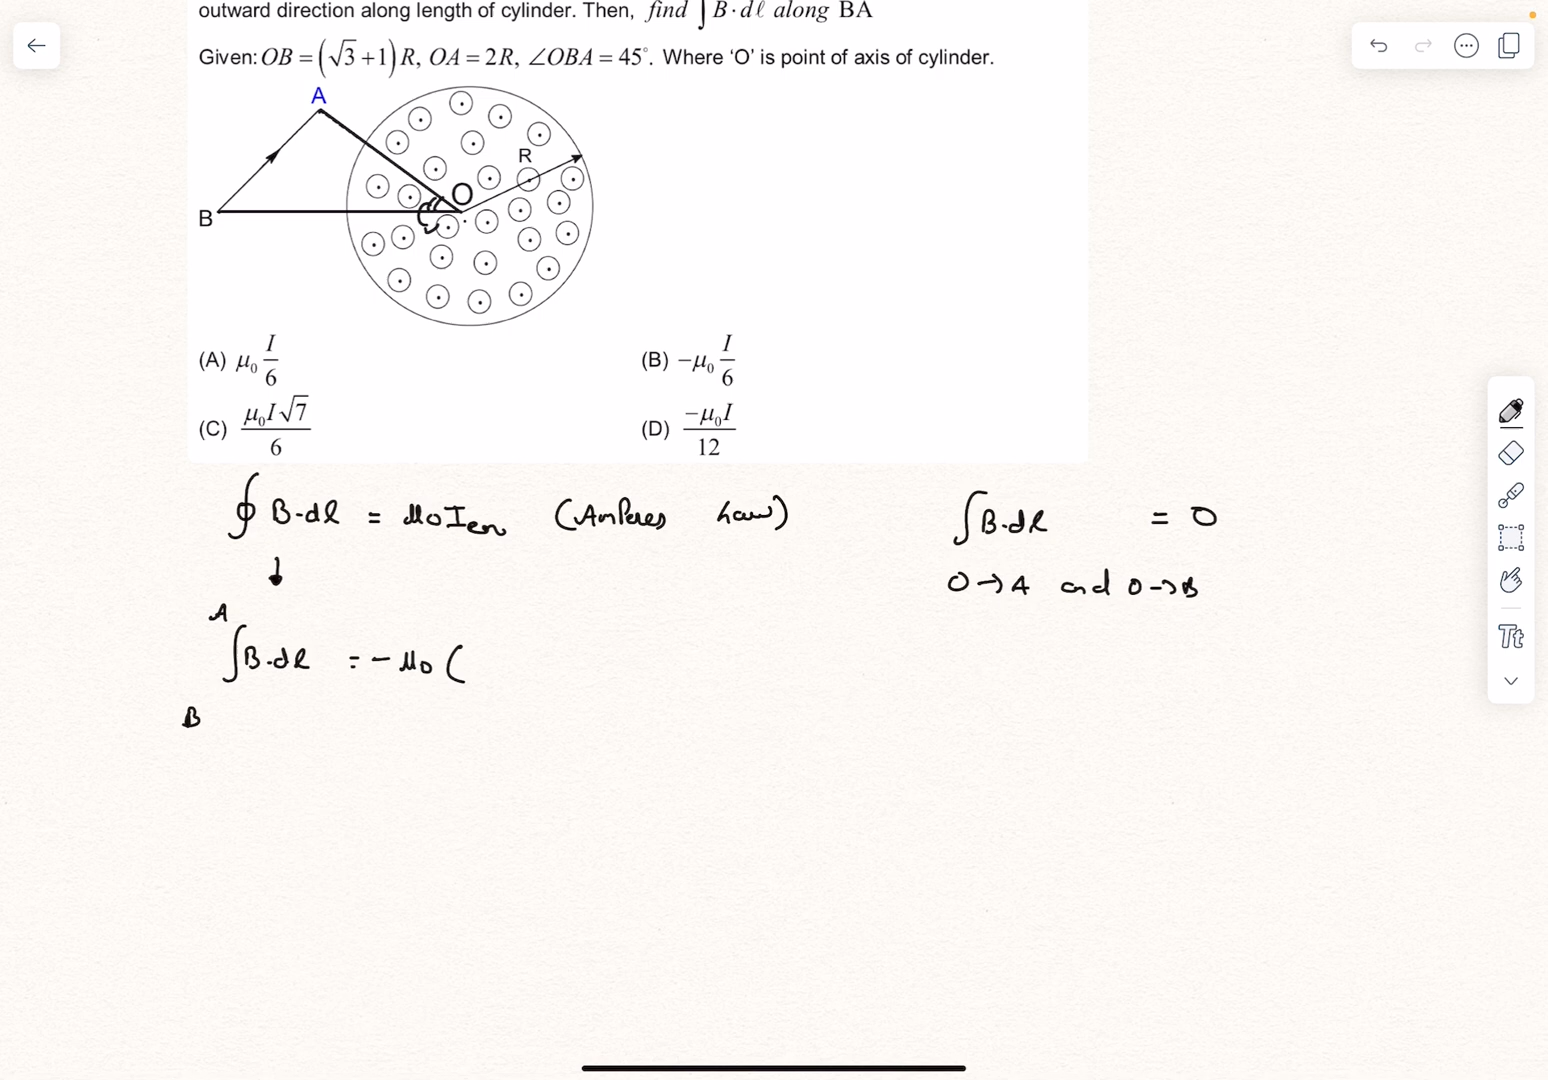 outward direction along length of cylinder. Then, find ∫ B · dℓ along BA
Given: OB = (√3 + 1) R, OA = 2R, ∠OBA = 45°. Where 'O' is point of axis of cylinder.
A
R
O
B
(A) μ₀ I/6
(B) −μ₀ I/6
(C) μ₀I√7/6
(D) −μ₀I/12
∮ B·dl = μ₀Ien (Amperes Law)
∫B·dl = 0
O→A and O→B
A
∫B·dl = − μ₀ (
B
Tt